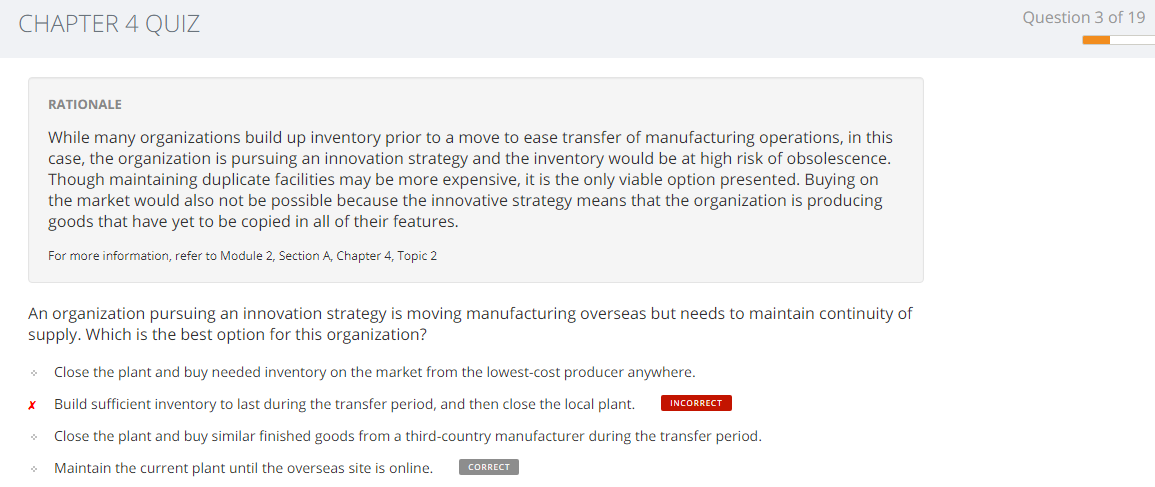 CHAPTER 4 QUIZ
Question 3 of 19
RATIONALE
While many organizations build up inventory prior to a move to ease transfer of manufacturing operations, in this
case, the organization is pursuing an innovation strategy and the inventory would be at high risk of obsolescence.
Though maintaining duplicate facilities may be more expensive, it is the only viable option presented. Buying on
the market would also not be possible because the innovative strategy means that the organization is producing
goods that have yet to be copied in all of their features.
For more information, refer to Module 2, Section A, Chapter 4, Topic 2
An organization pursuing an innovation strategy is moving manufacturing overseas but needs to maintain continuity of
supply. Which is the best option for this organization?
Close the plant and buy needed inventory on the market from the lowest-cost producer anywhere.
Build sufficient inventory to last during the transfer period, and then close the local plant. INCORRECT
Close the plant and buy similar finished goods from a third-country manufacturer during the transfer period.
Maintain the current plant until the overseas site is online. CORRECT